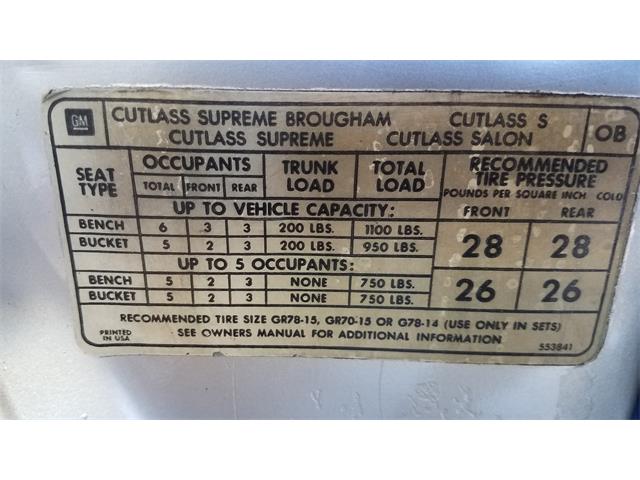 GM CUTLASS SUPREME BROUGHAM CUTLASS S OB
CUTLASS SUPREME CUTLASS SALON
SEAT TYPE OCCUPANTS TRUNK LOAD TOTAL LOAD RECOMMENDED TIRE PRESSURE
TOTAL FRONT REAR POUNDS PER SQUARE INCH COLD
UP TO VEHICLE CAPACITY: FRONT REAR
BENCH 6 3 3 200 LBS. 1100 LBS. 28 28
BUCKET 5 2 3 200 LBS. 950 LBS.
UP TO 5 OCCUPANTS:
BENCH 5 2 3 NONE 750 LBS. 26 26
BUCKET 5 2 3 NONE 750 LBS.
RECOMMENDED TIRE SIZE GR78-15, GR70-15 OR G78-14 (USE ONLY IN SETS)
PRINTED IN USA SEE OWNERS MANUAL FOR ADDITIONAL INFORMATION
553841